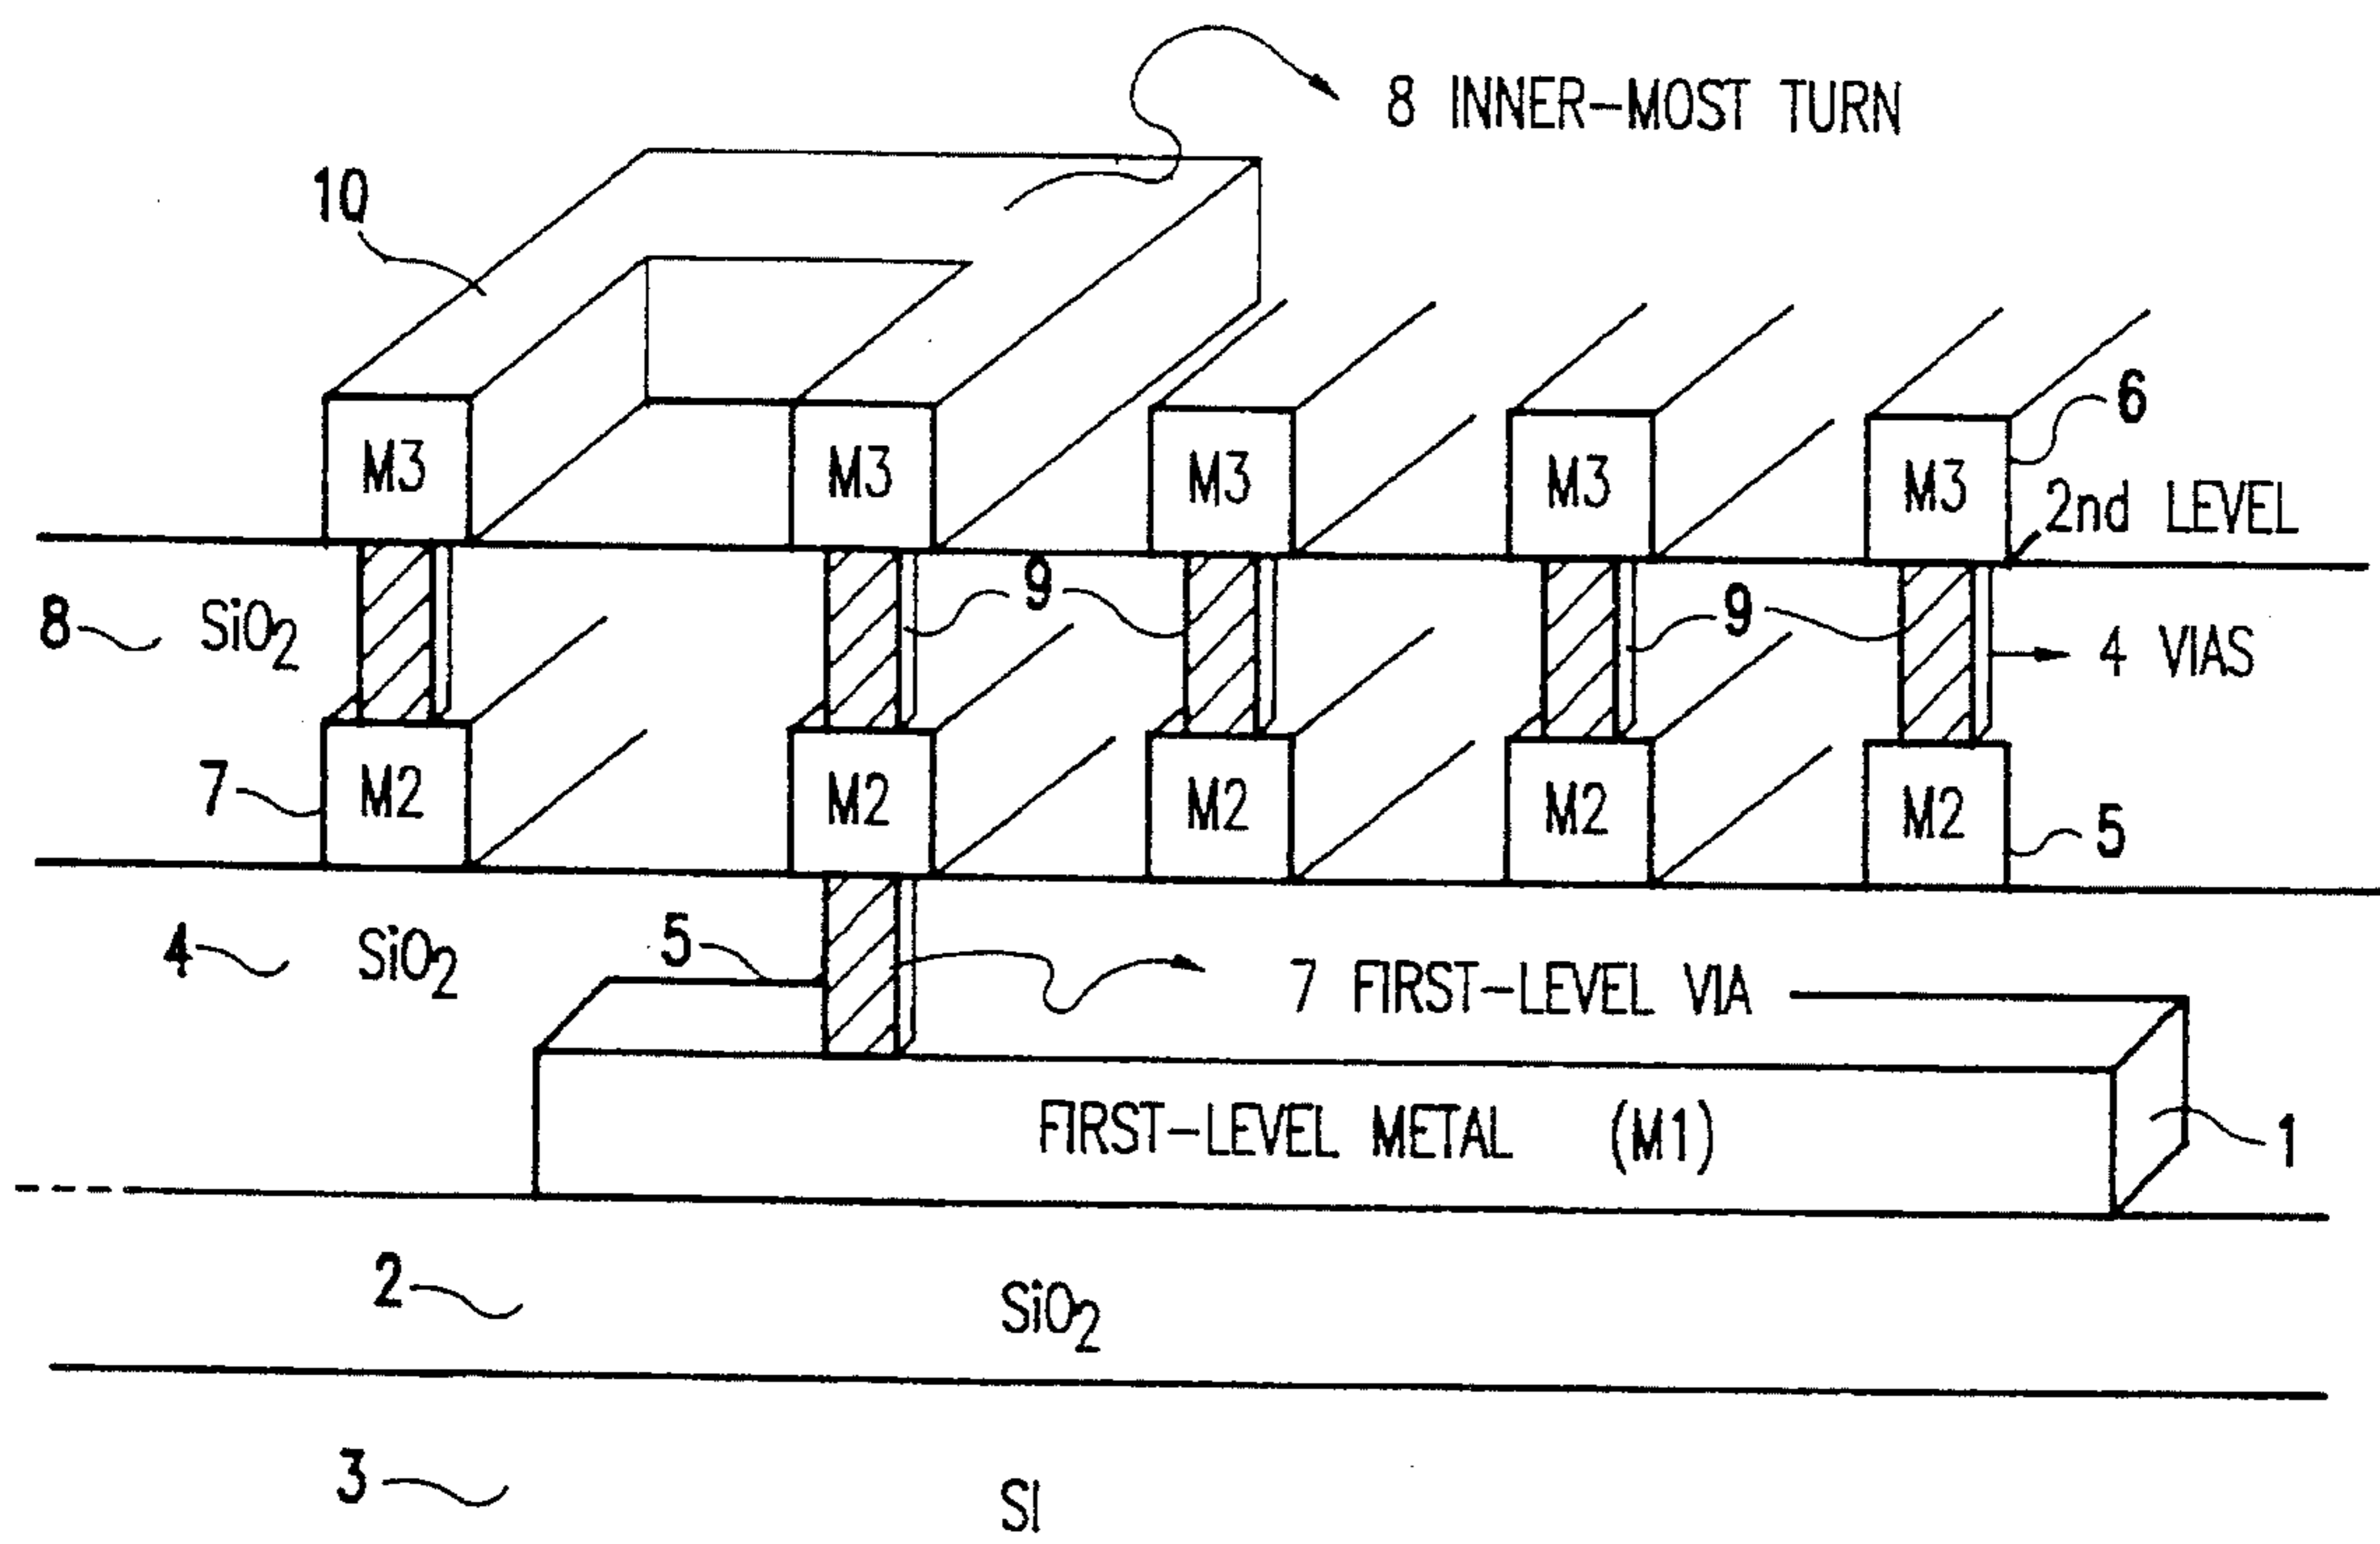 8 INNER-MOST TURN
10
6
M3 M3 M3 M3 M3
2nd LEVEL
8 SiO2 9 9 4 VIAS
7 M2 M2 M2 M2 M2 5
4 SiO2 5 7 FIRST-LEVEL VIA
FIRST-LEVEL METAL (M1) 1
2 SiO2
3 SI